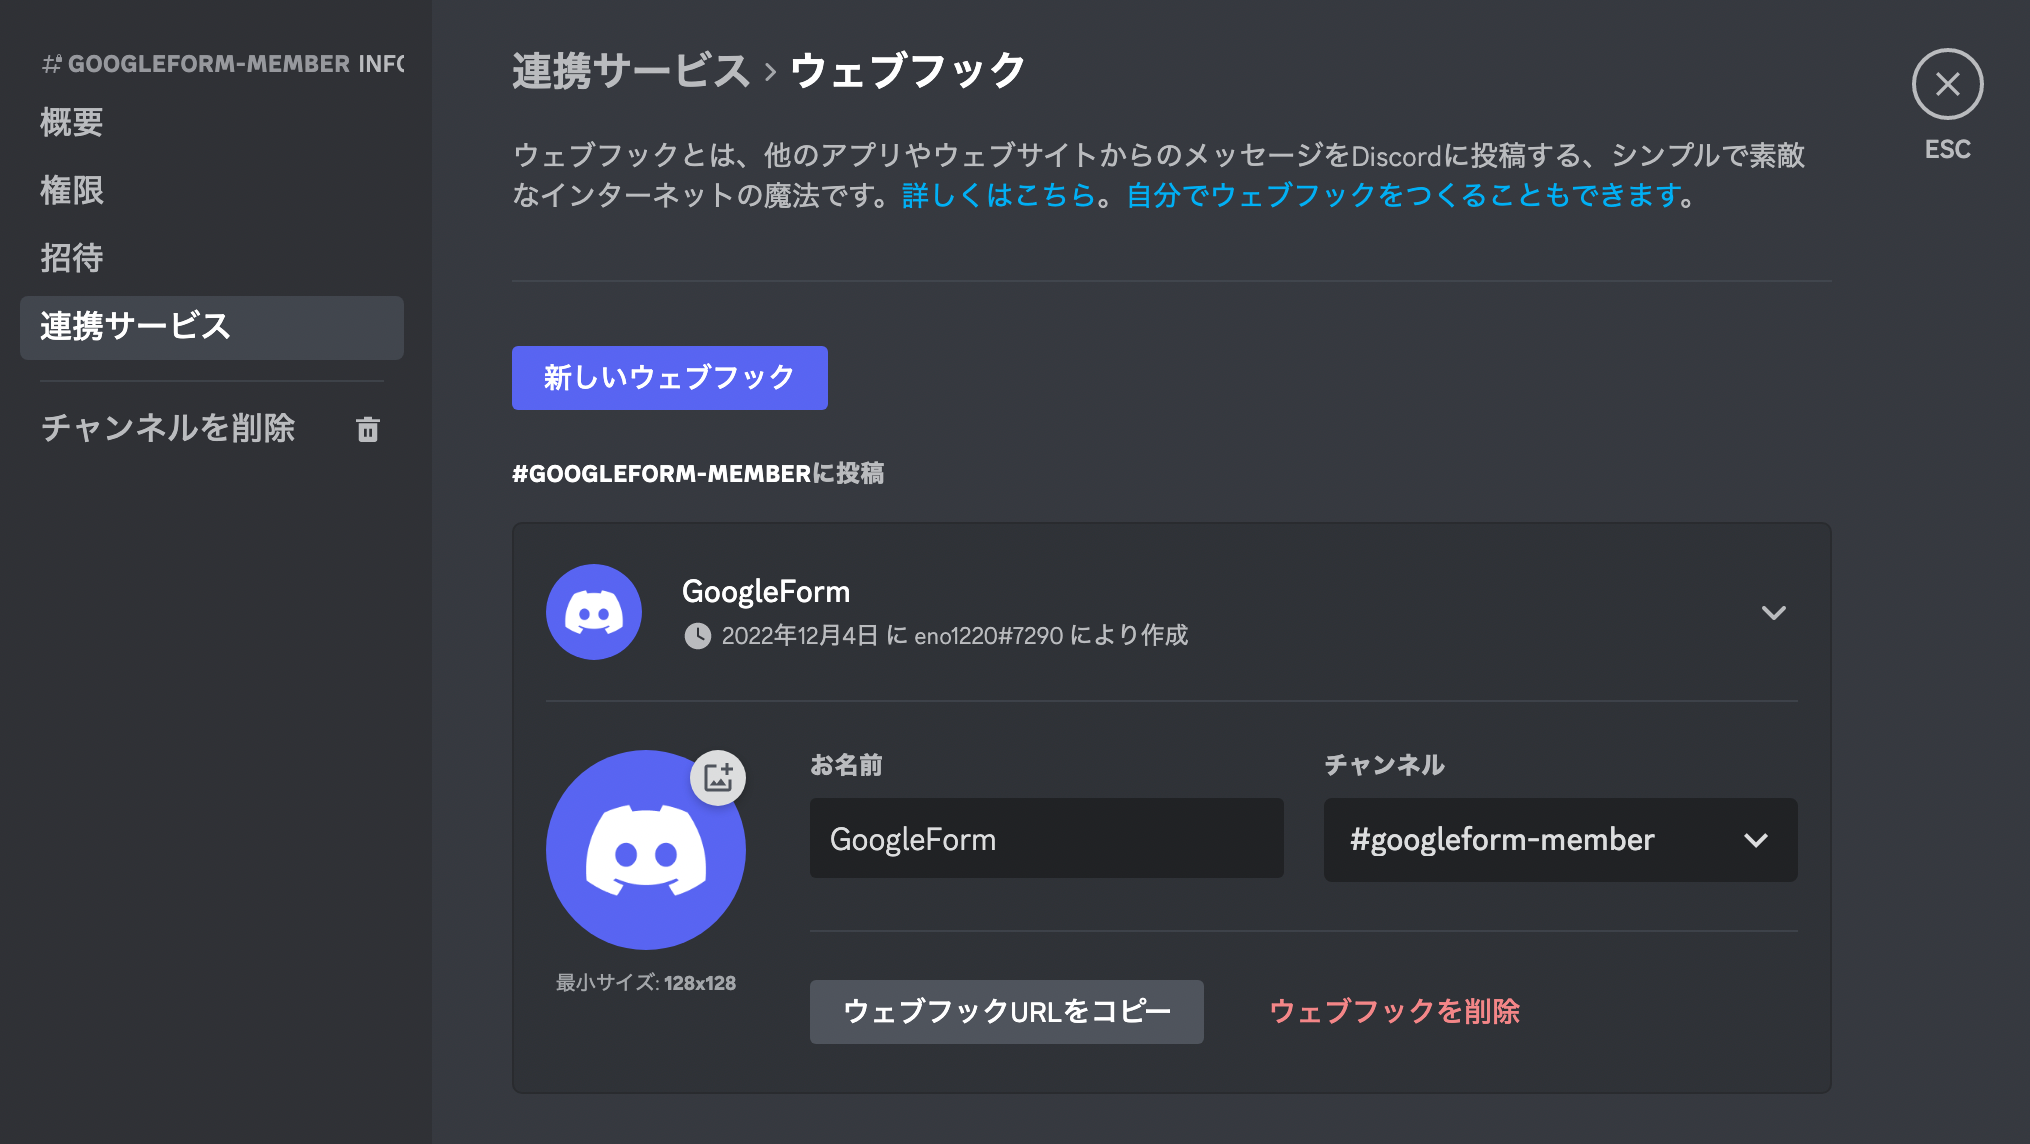 GOOGLEFORM-MEMBER INFO
概要
権限
招待
連携サービス
チャンネルを削除
連携サービス › ウェブフック
ESC
ウェブフックとは、他のアプリやウェブサイトからのメッセージをDiscordに投稿する、シンプルで素敵
なインターネットの魔法です。詳しくはこちら。自分でウェブフックをつくることもできます。
新しいウェブフック
#GOOGLEFORM-MEMBERに投稿
GoogleForm
2022年12月4日 に eno1220#7290 により作成
お名前
チャンネル
GoogleForm
#googleform-member
最小サイズ: 128x128
ウェブフックURLをコピー
ウェブフックを削除